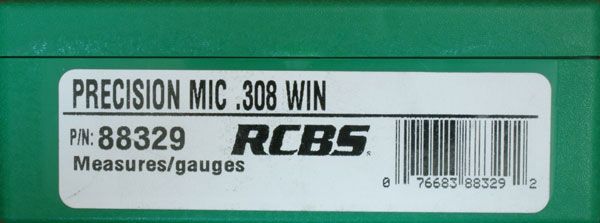 PRECISION MIC .308 WIN
P/N: 88329 RCBS
Measures/gauges
0 76683 88329 2